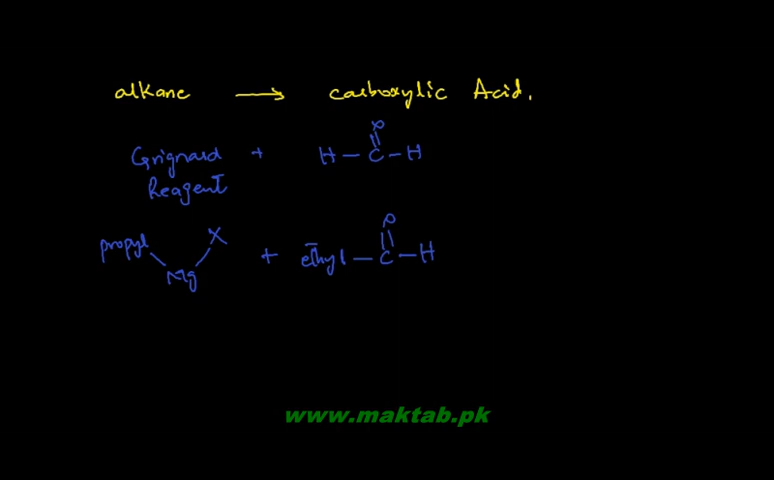 alkane → carboxylic Acid.
Grignard + H - C - H
O
Reagent
propyl Mg X + ethyl - C - H
O
www.maktab.pk